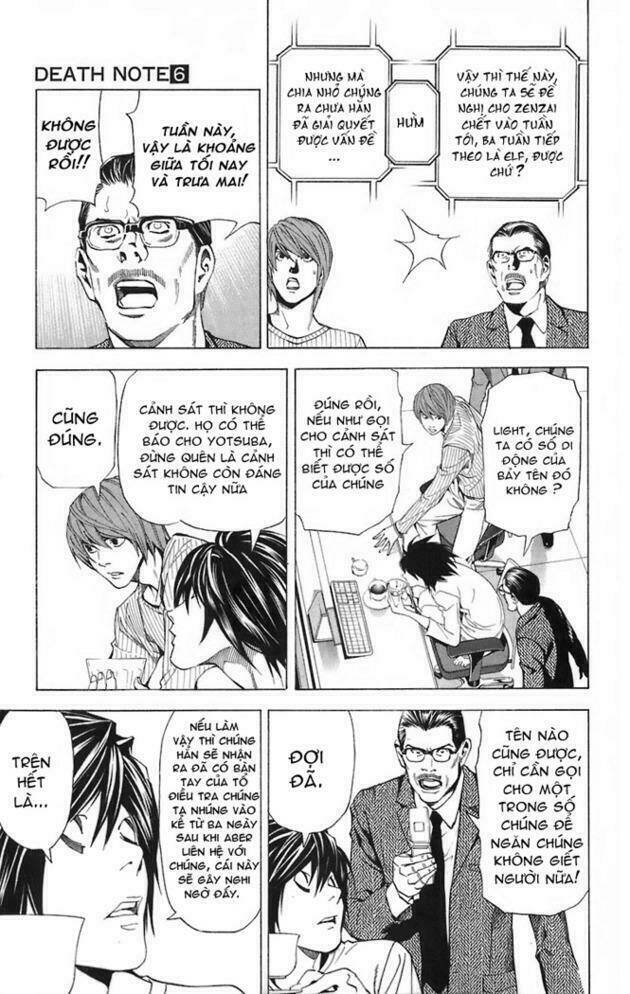 DEATH NOTE 6
VẬY THÌ THẾ NÀY,
CHÚNG TA SẼ ĐỀ
NGHỊ CHO ZENZAI
CHẾT VÀO TUẦN
TỚI, BA TUẦN TIẾP
THEO LÀ ELF, ĐƯỢC
CHỨ ?
HỪM
NHƯNG MÀ
CHIA NHỎ CHÚNG
RA CHƯA HẲN
ĐÃ GIẢI QUYẾT
ĐƯỢC VẤN ĐỀ
...
TUẦN NÀY,
VẬY LÀ KHOẢNG
GIỮA TỐI NAY
VÀ TRƯA MAI!
KHÔNG
ĐƯỢC
RỒI!!
LIGHT, CHÚNG
TA CÓ SỐ DI
ĐỘNG CỦA
BẢY TÊN ĐÓ
KHÔNG ?
ĐÚNG RỒI,
NẾU NHƯ GỌI
CHO CẢNH SÁT
THÌ CÓ THỂ
BIẾT ĐƯỢC SỐ
CỦA CHÚNG
CẢNH SÁT THÌ KHÔNG
ĐƯỢC. HỌ CÓ THỂ
BÁO CHO YOTSUBA,
ĐỪNG QUÊN LÀ CẢNH
SÁT KHÔNG CÒN ĐÁNG
TIN CẬY NỮA
CŨNG
ĐÚNG.
TÊN NÀO
CŨNG ĐƯỢC,
CHỈ CẦN GỌI
CHO MỘT
TRONG SỐ
CHÚNG ĐỂ
NGĂN CHÚNG
KHÔNG GIẾT
NGƯỜI NỮA!
ĐỢI
ĐÃ.
NẾU LÀM
VẬY THÌ CHÚNG
HẮN SẼ NHẬN
RA ĐÃ CÓ BÀN
TAY CỦA TỔ
ĐIỀU TRA CHÚNG
TA NHÚNG VÀO
KỂ TỪ BA NGÀY
SAU KHI ABER
LIÊN HỆ VỚI
CHÚNG, CÁI NÀY
SẼ GÂY NGHI
NGỜ ĐẤY.
TRÊN
HẾT
LÀ...